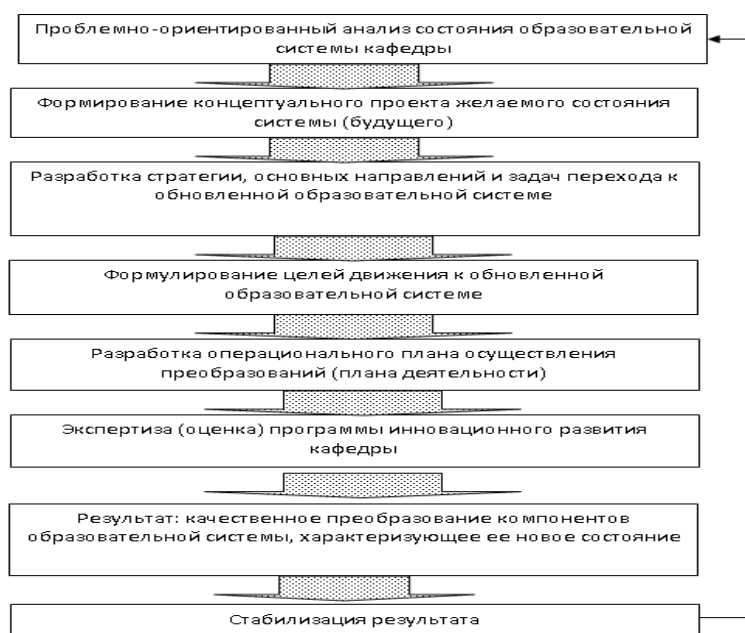 Проблемно-ориентированный анализ состояния образовательной
системы кафедры
Формирование концептуального проекта желаемого состояния
системы (будущего)
Разработка стратегии, основных направлений и задач перехода к
обновленной образовательной системе
Формулирование целей движения к обновленной
образовательной системе
Разработка операционального плана осуществления
преобразований (плана деятельности)
Экспертиза (оценка) программы инновационного развития
кафедры
Результат: качественное преобразование компонентов
образовательной системы, характеризующее ее новое состояние
Стабилизация результата